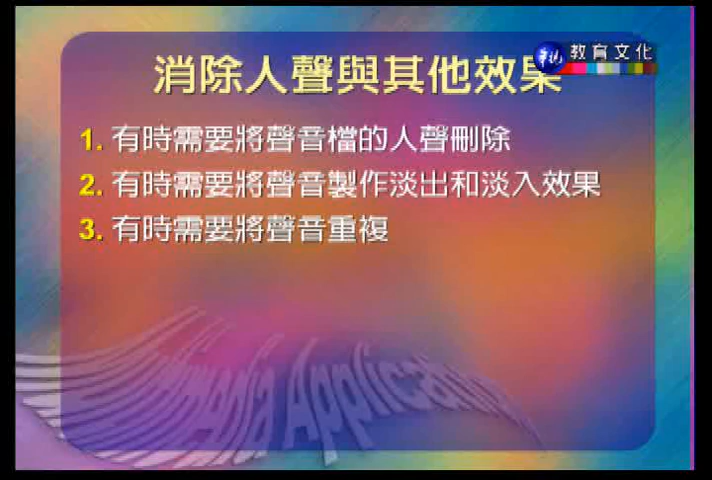 消除人聲與其他效果
教育文化
1. 有時需要將聲音檔的人聲刪除
2. 有時需要將聲音製作淡出和淡入效果
3. 有時需要將聲音重複